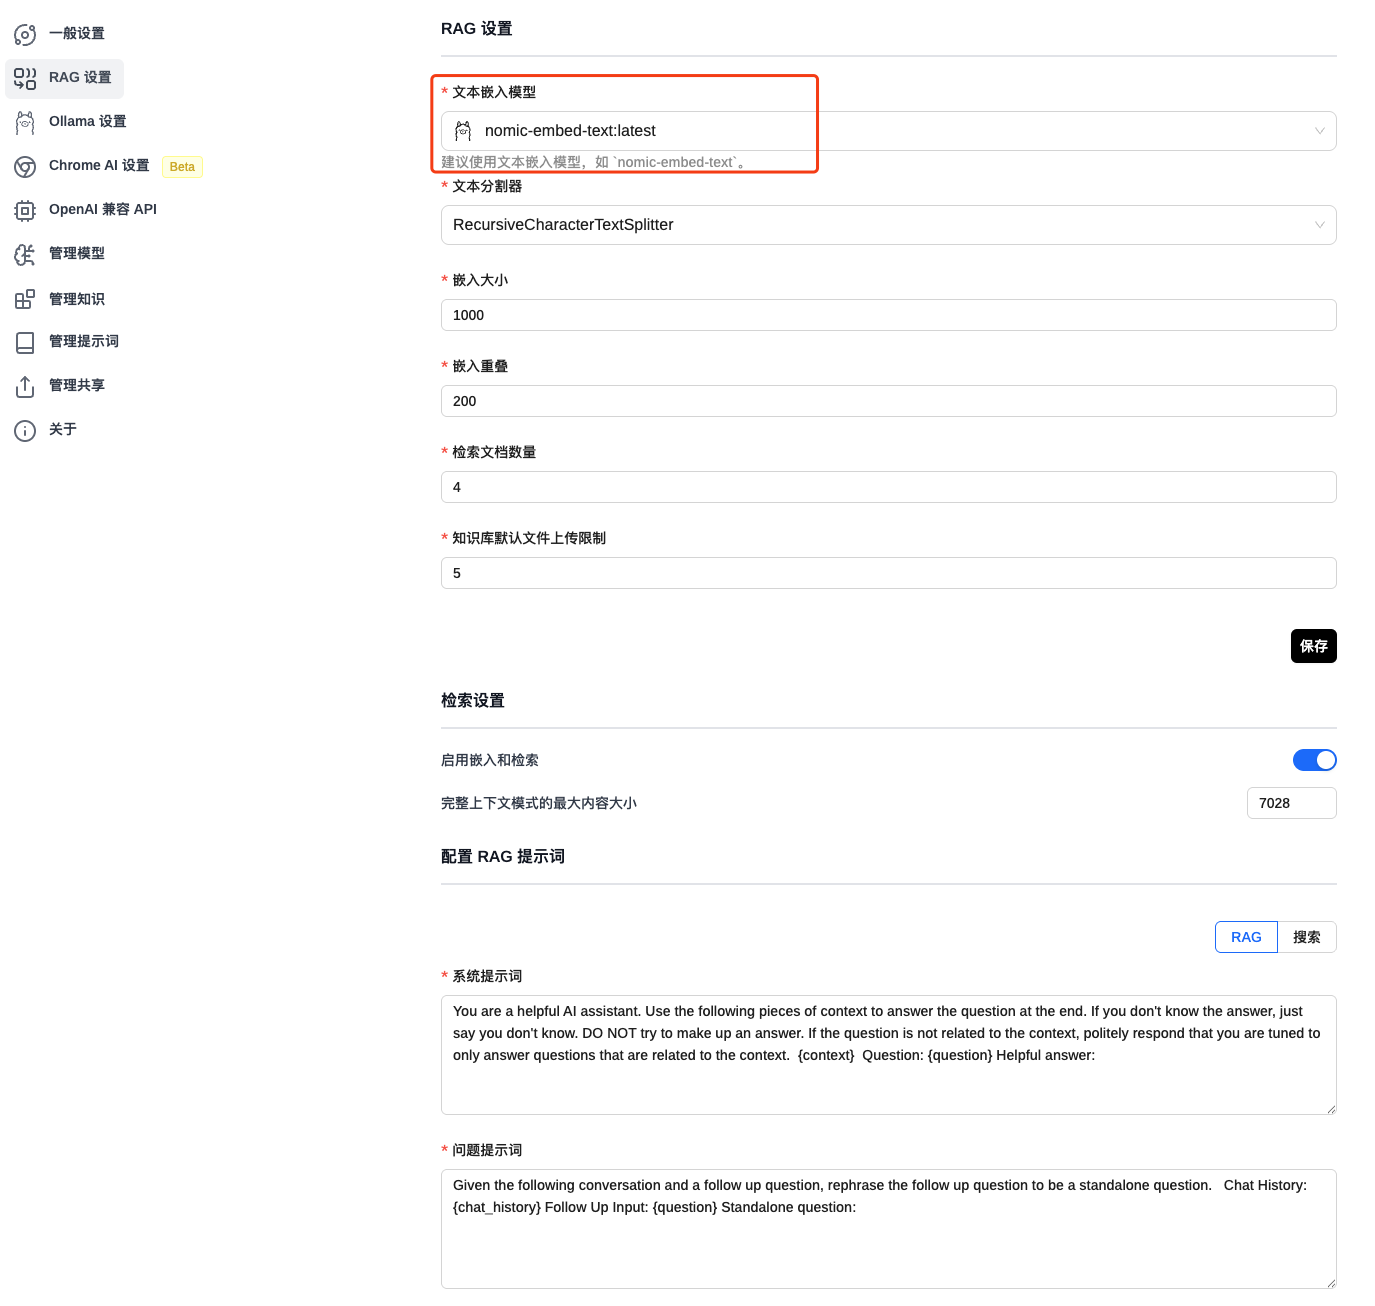 一般设置
RAG 设置
Ollama 设置
Chrome AI 设置 Beta
OpenAI 兼容 API
管理模型
管理知识
管理提示词
管理共享
关于
RAG 设置
* 文本嵌入模型
nomic-embed-text:latest
建议使用文本嵌入模型，如 `nomic-embed-text`。
* 文本分割器
RecursiveCharacterTextSplitter
* 嵌入大小
1000
* 嵌入重叠
200
* 检索文档数量
4
* 知识库默认文件上传限制
5
保存
检索设置
启用嵌入和检索
完整上下文模式的最大内容大小
7028
配置 RAG 提示词
RAG 搜索
* 系统提示词
You are a helpful AI assistant. Use the following pieces of context to answer the question at the end. If you don't know the answer, just
say you don't know. DO NOT try to make up an answer. If the question is not related to the context, politely respond that you are tuned to
only answer questions that are related to the context.  {context}  Question: {question} Helpful answer:
* 问题提示词
Given the following conversation and a follow up question, rephrase the follow up question to be a standalone question.   Chat History:
{chat_history} Follow Up Input: {question} Standalone question: